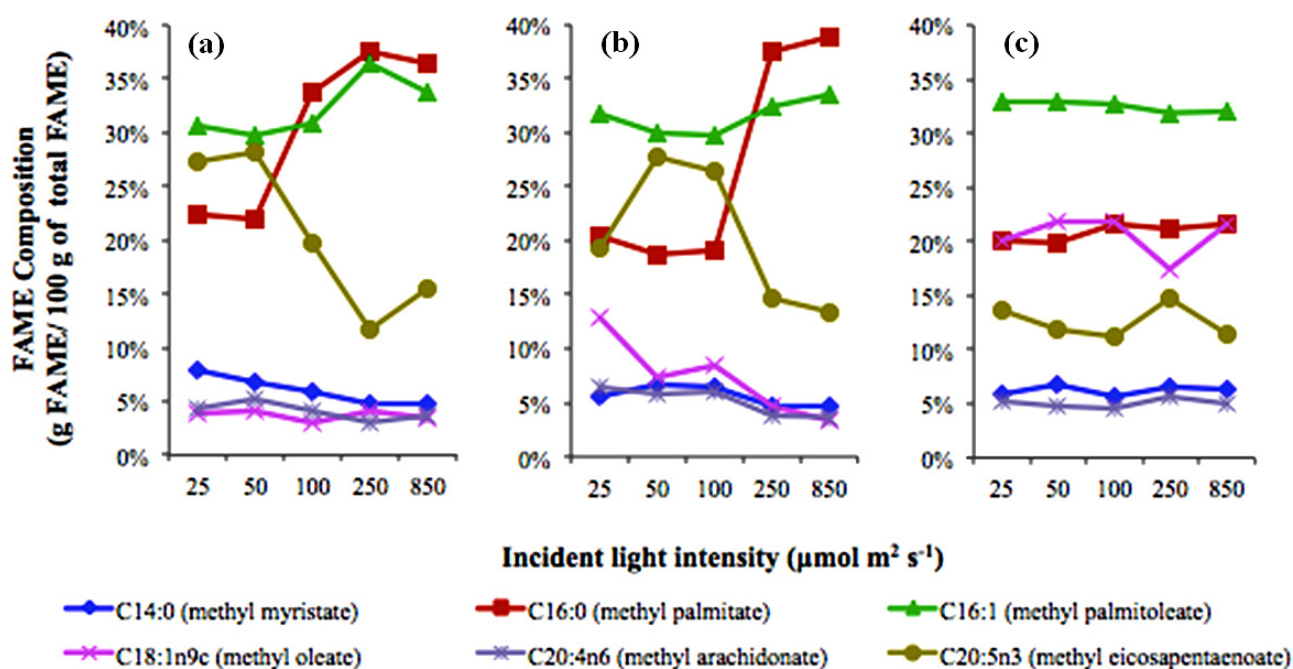 FAME Composition
(g FAME/ 100 g of total FAME)
(a)
40%
35%
30%
25%
20%
15%
10%
5%
0%
25 50 100 250 850
(b)
40%
35%
30%
25%
20%
15%
10%
5%
0%
25 50 100 250 850
(c)
40%
35%
30%
25%
20%
15%
10%
5%
0%
25 50 100 250 850
Incident light intensity (µmol m² s⁻¹)
C14:0 (methyl myristate)
C16:0 (methyl palmitate)
C16:1 (methyl palmitoleate)
C18:1n9c (methyl oleate)
C20:4n6 (methyl arachidonate)
C20:5n3 (methyl eicosapentaenoate)